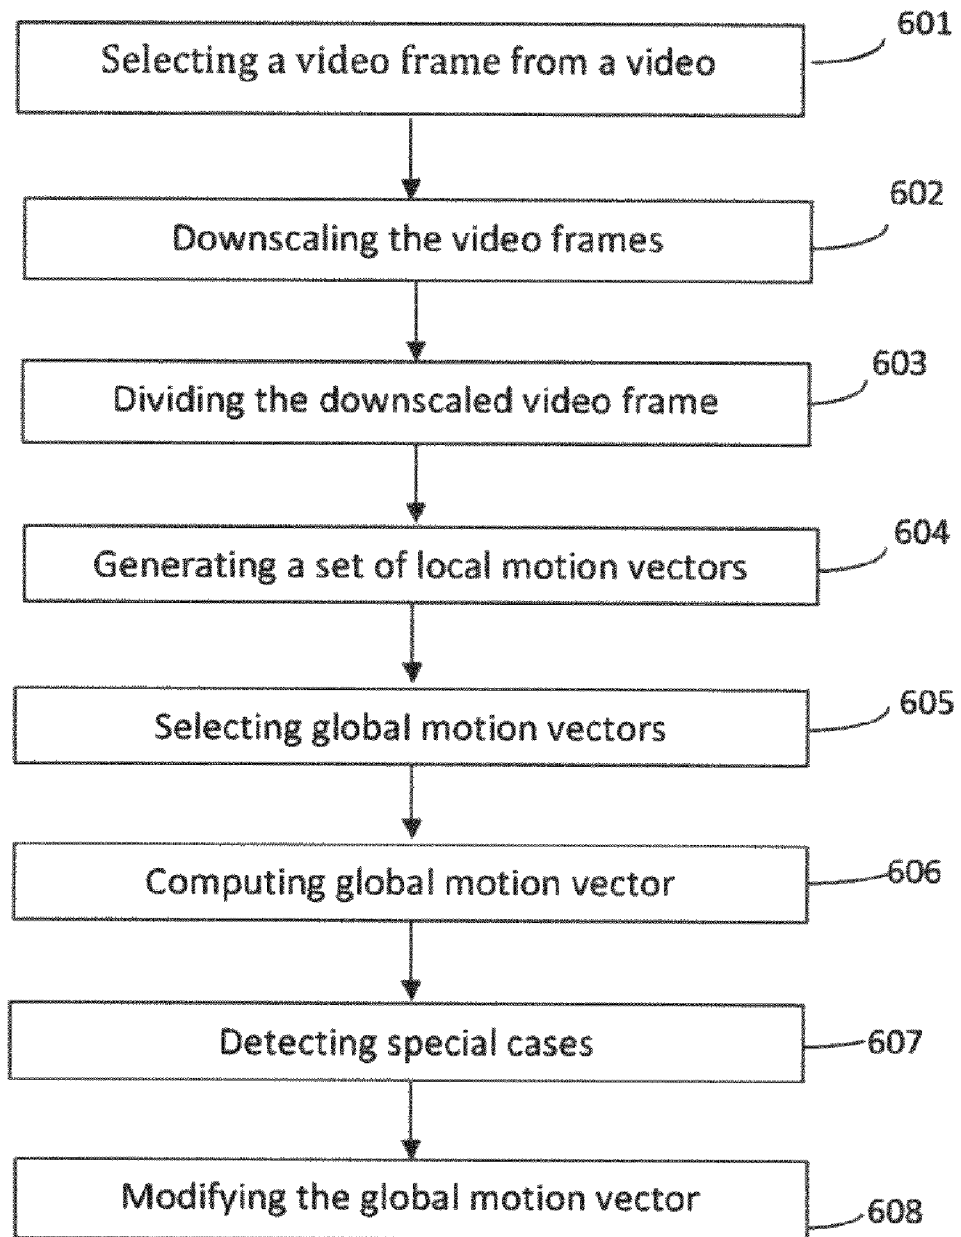 601
Selecting a video frame from a video
602
Downscaling the video frames
603
Dividing the downscaled video frame
604
Generating a set of local motion vectors
605
Selecting global motion vectors
606
Computing global motion vector
607
Detecting special cases
Modifying the global motion vector
608